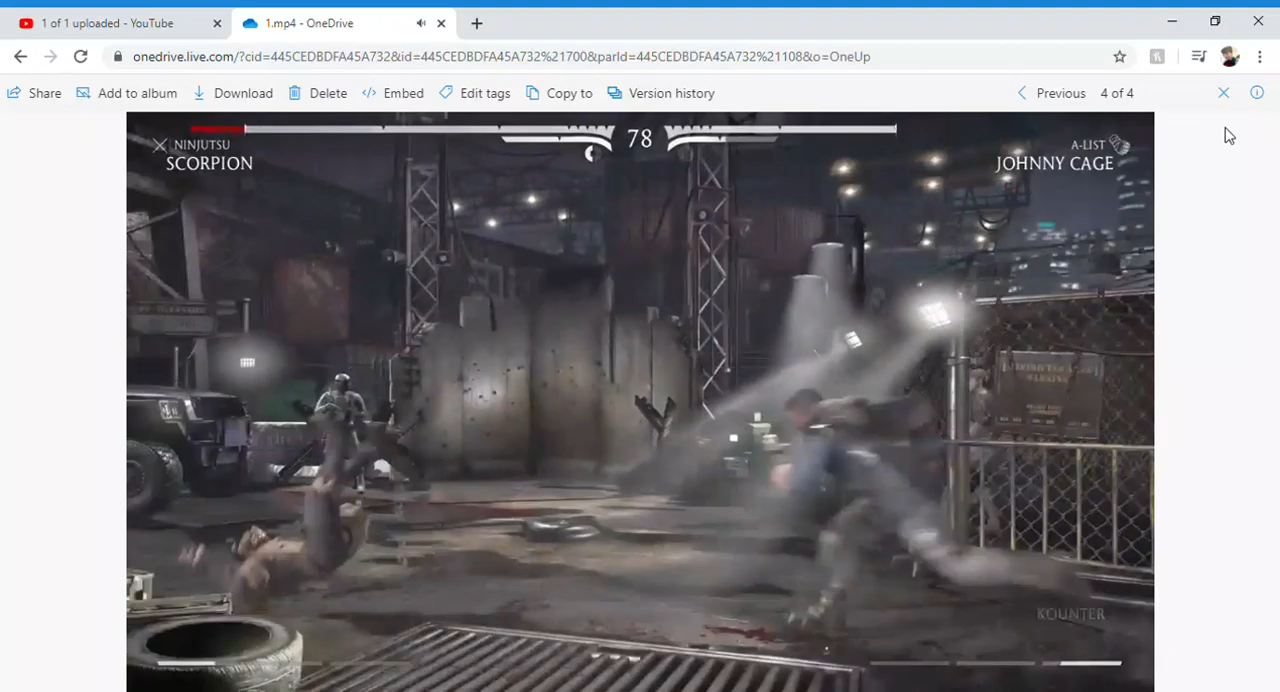 1 of 1 uploaded - YouTube
1.mp4 - OneDrive
onedrive.live.com/?cid=445CEDBDFA45A732&id=445CEDBDFA45A732%21700&parId=445CEDBDFA45A732%21108&o=OneUp
Share Add to album Download Delete Embed Edit tags Copy to Version history Previous 4 of 4
NINJUTSU 78 A-LIST
SCORPION JOHNNY CAGE
KOUNTER